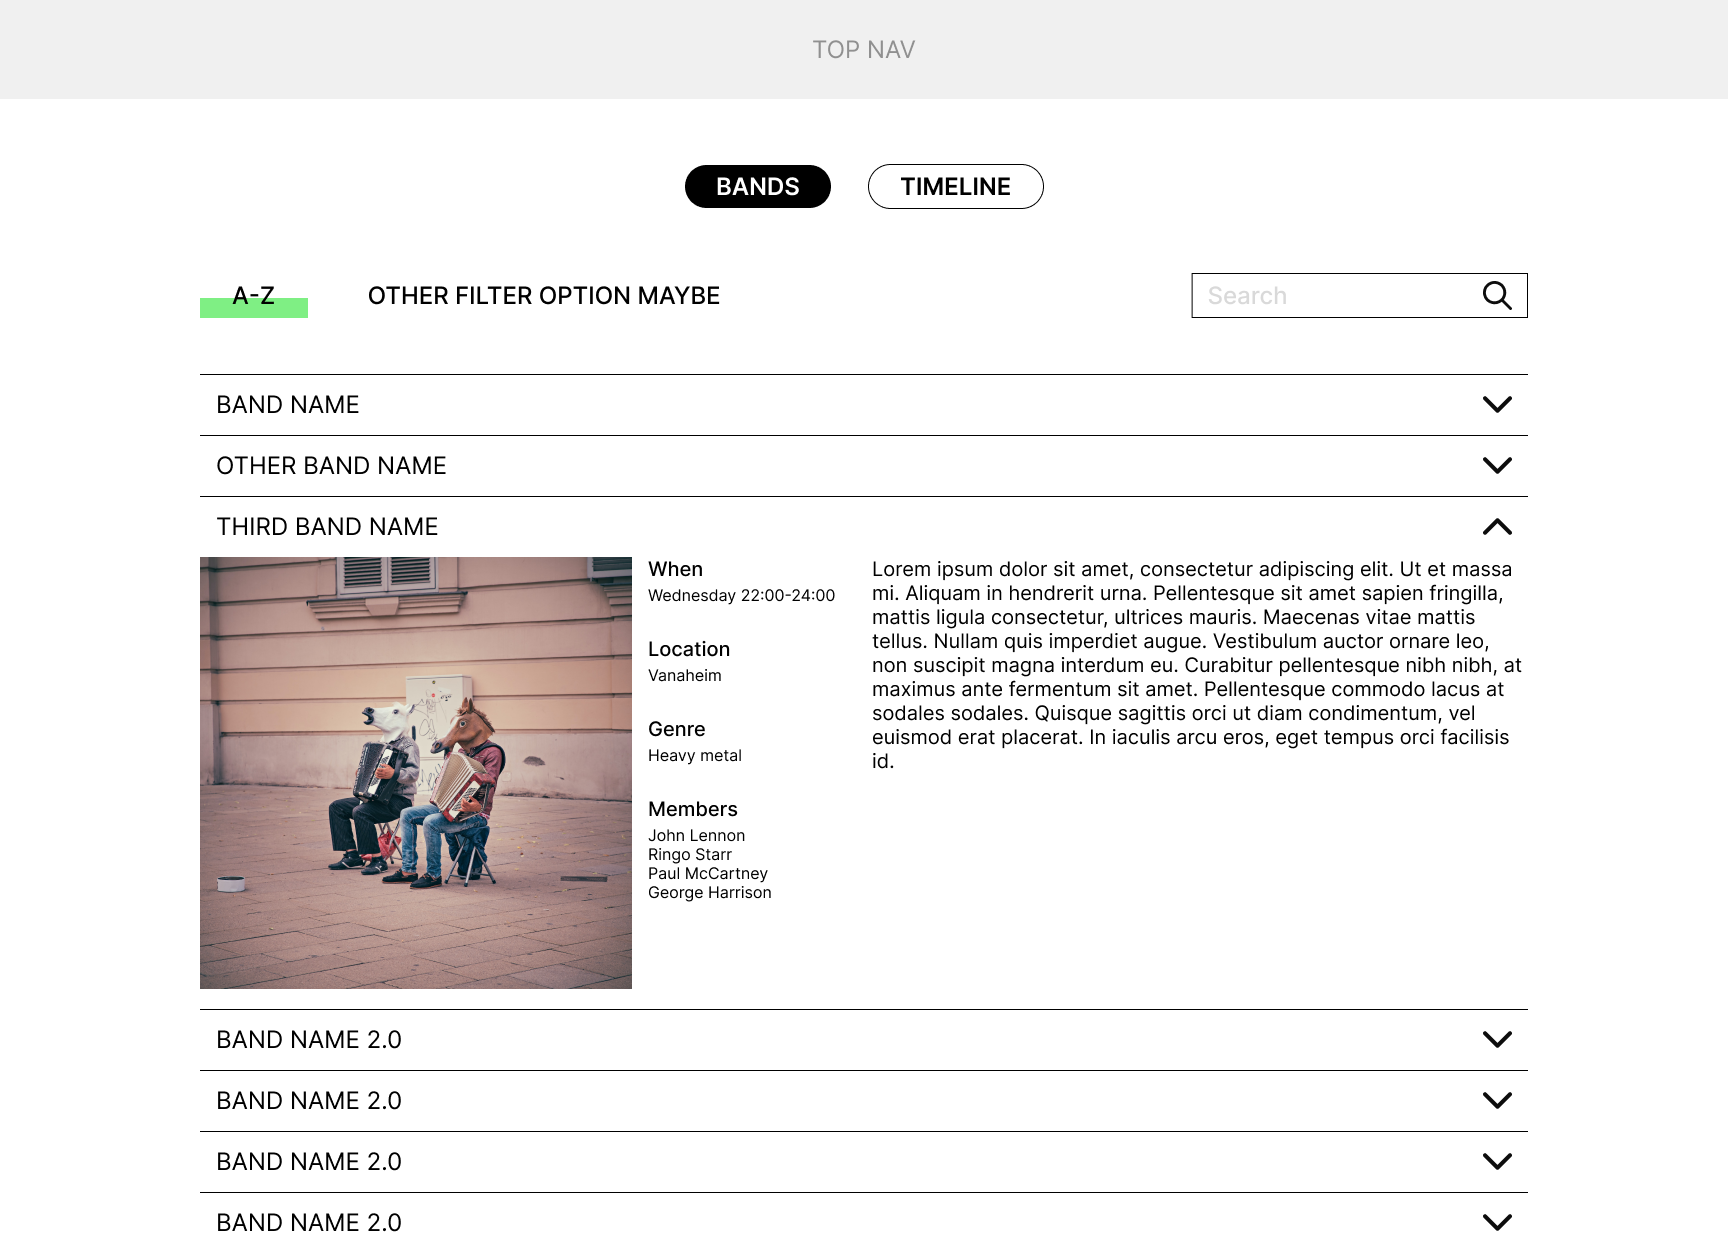 TOP NAV
BANDS
TIMELINE
A-Z
OTHER FILTER OPTION MAYBE
Search
BAND NAME
OTHER BAND NAME
THIRD BAND NAME
When
Wednesday 22:00-24:00
Location
Vanaheim
Genre
Heavy metal
Members
John Lennon
Ringo Starr
Paul McCartney
George Harrison
Lorem ipsum dolor sit amet, consectetur adipiscing elit. Ut et massa
mi. Aliquam in hendrerit urna. Pellentesque sit amet sapien fringilla,
mattis ligula consectetur, ultrices mauris. Maecenas vitae mattis
tellus. Nullam quis imperdiet augue. Vestibulum auctor ornare leo,
non suscipit magna interdum eu. Curabitur pellentesque nibh nibh, at
maximus ante fermentum sit amet. Pellentesque commodo lacus at
sodales sodales. Quisque sagittis orci ut diam condimentum, vel
euismod erat placerat. In iaculis arcu eros, eget tempus orci facilisis
id.
BAND NAME 2.0
BAND NAME 2.0
BAND NAME 2.0
BAND NAME 2.0